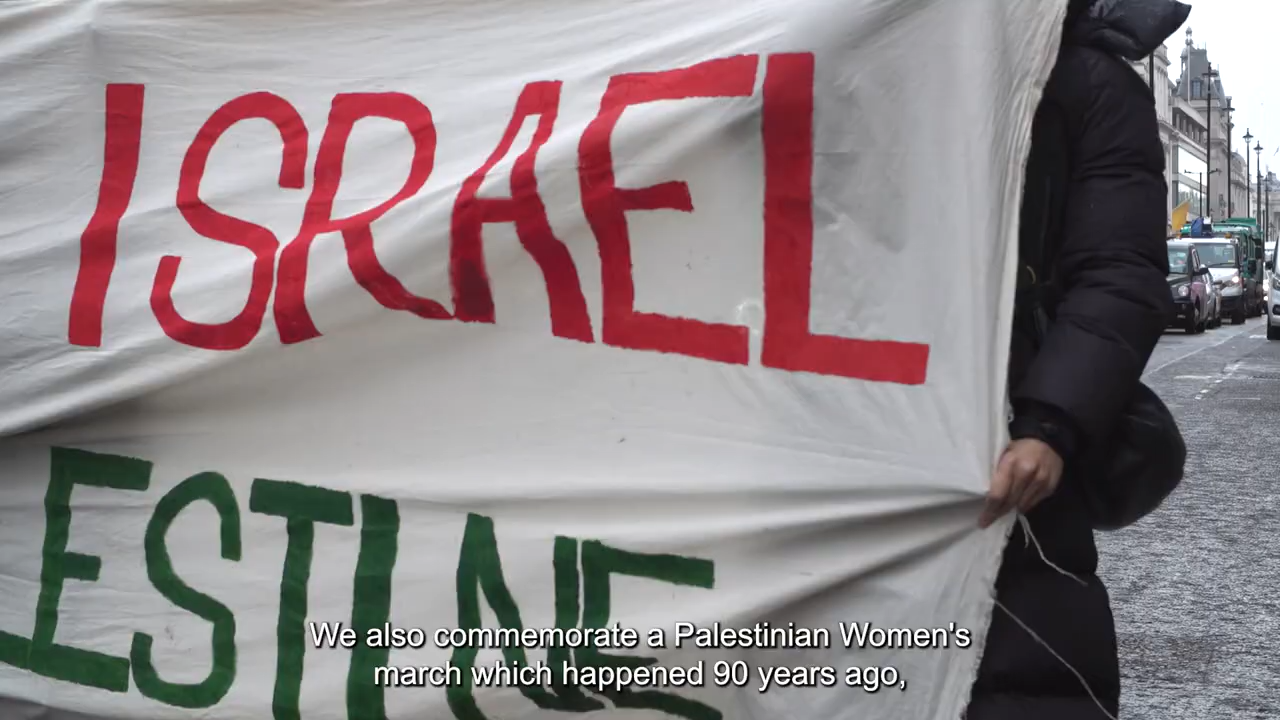 ISRAEL
ESTINE
We also commemorate a Palestinian Women's
march which happened 90 years ago,